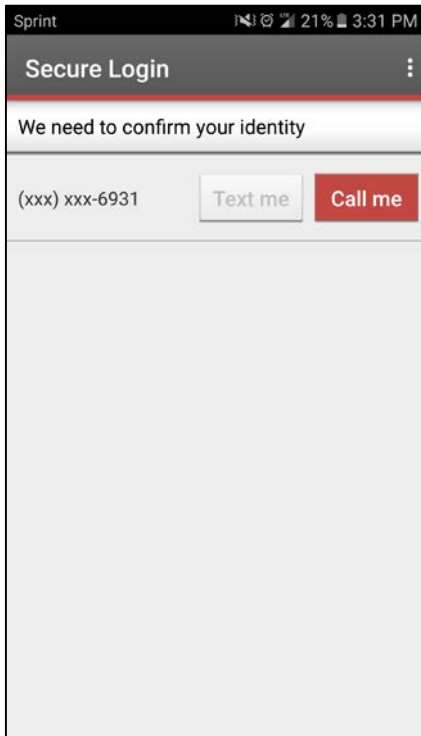 Sprint 21% 3:31 PM
Secure Login
We need to confirm your identity
(xxx) xxx-6931 Text me Call me